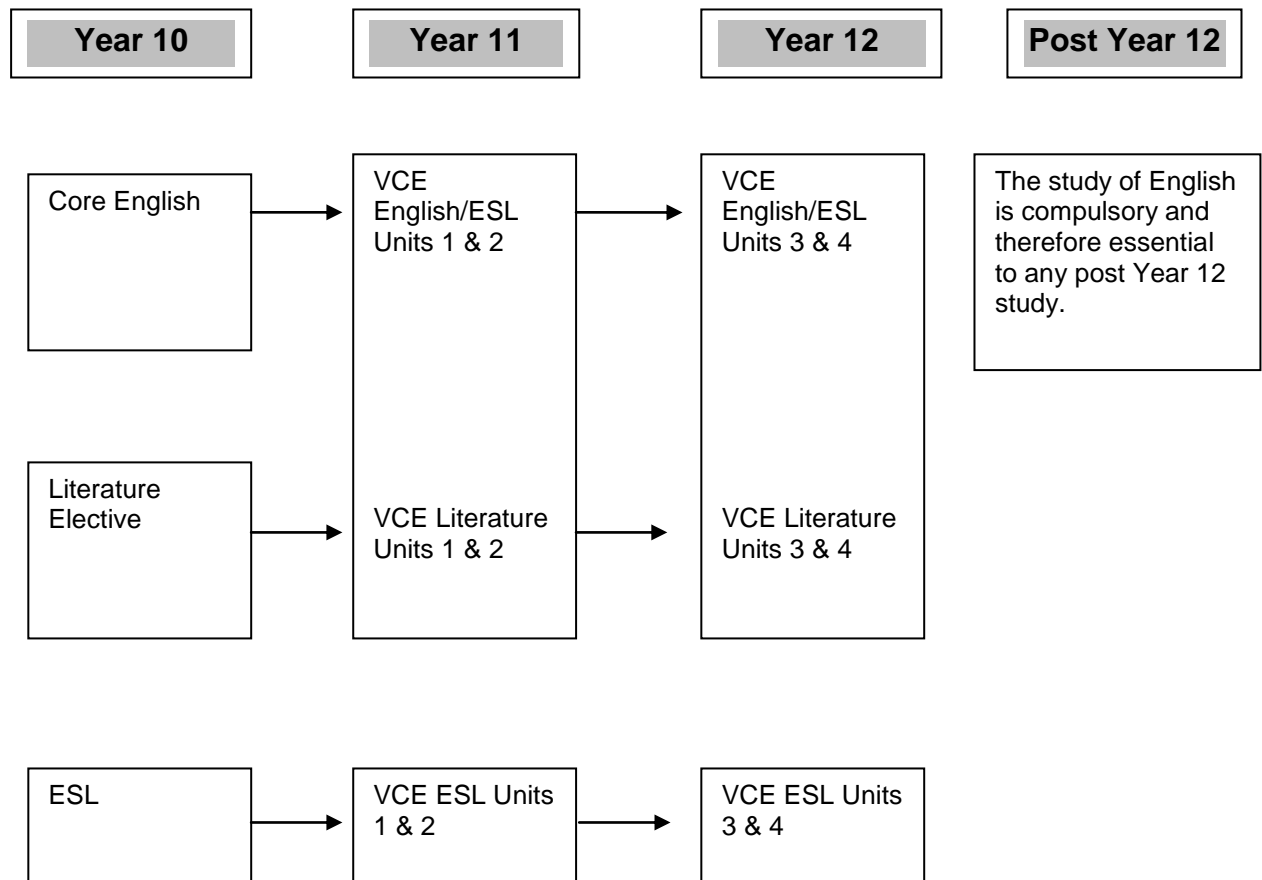 Year 10
Year 11
Year 12
Post Year 12
Core English
VCE
English/ESL
Units 1 & 2
VCE
English/ESL
Units 3 & 4
The study of English
is compulsory and
therefore essential
to any post Year 12
study.
Literature
Elective
VCE Literature
Units 1 & 2
VCE Literature
Units 3 & 4
ESL
VCE ESL Units
1 & 2
VCE ESL Units
3 & 4